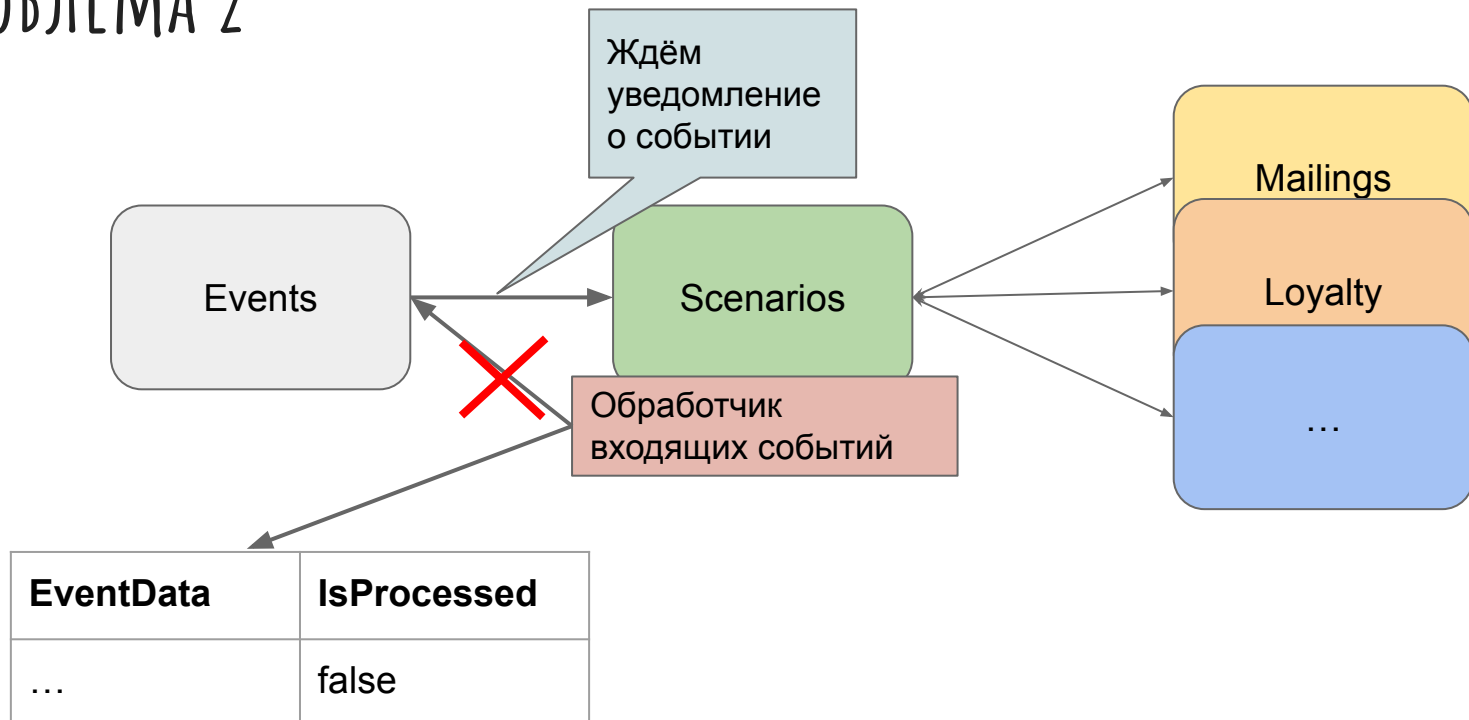 Ждём
уведомление
о событии
Mailings
Events
Scenarios
Loyalty
Обработчик
входящих событий
…
EventData IsProcessed
… false